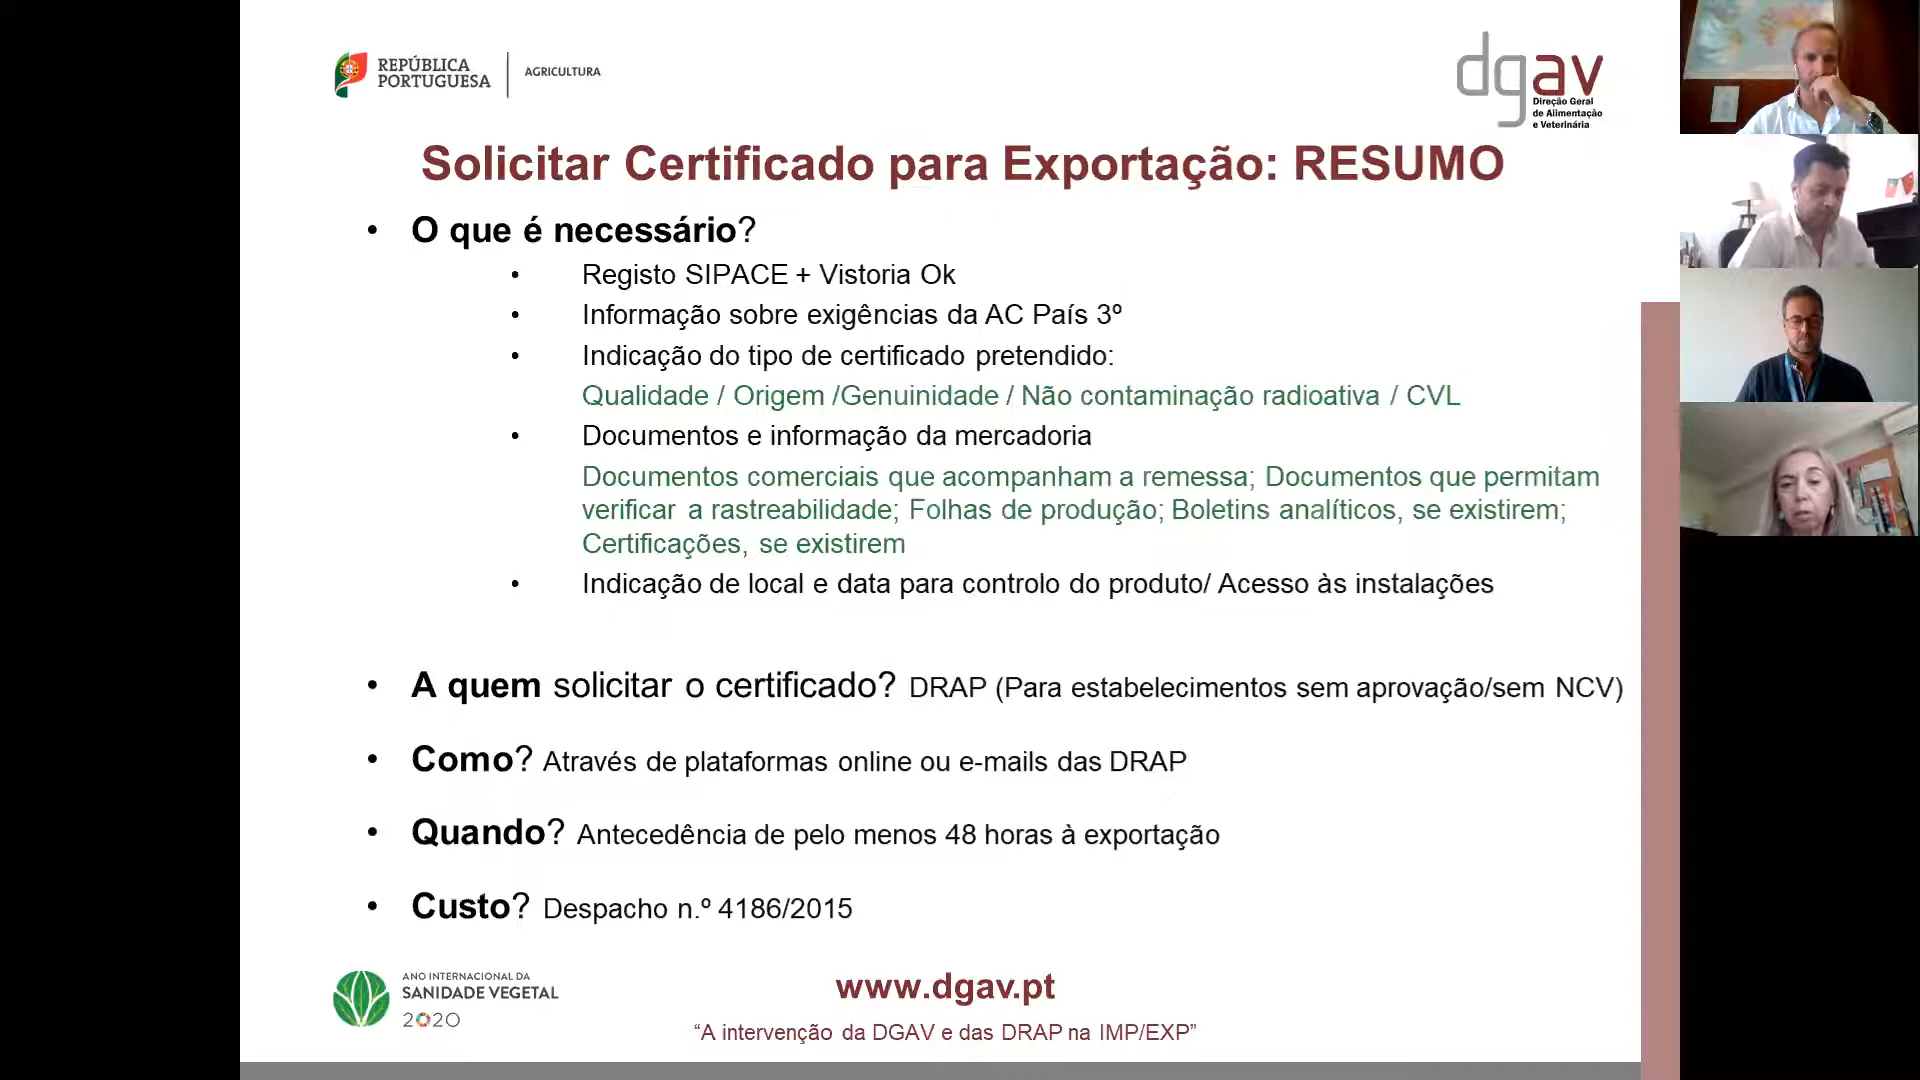 REPÚBLICA
PORTUGUESA
AGRICULTURA
dgav
Direção Geral
de Alimentação
e Veterinária
Solicitar Certificado para Exportação: RESUMO
• O que é necessário?
• Registo SIPACE + Vistoria Ok
• Informação sobre exigências da AC País 3º
• Indicação do tipo de certificado pretendido:
Qualidade / Origem /Genuinidade / Não contaminação radioativa / CVL
• Documentos e informação da mercadoria
Documentos comerciais que acompanham a remessa; Documentos que permitam
verificar a rastreabilidade; Folhas de produção; Boletins analíticos, se existirem;
Certificações, se existirem
• Indicação de local e data para controlo do produto/ Acesso às instalações
• A quem solicitar o certificado? DRAP (Para estabelecimentos sem aprovação/sem NCV)
• Como? Através de plataformas online ou e-mails das DRAP
• Quando? Antecedência de pelo menos 48 horas à exportação
• Custo? Despacho n.º 4186/2015
ANO INTERNACIONAL DA
SANIDADE VEGETAL
2020
www.dgav.pt
“A intervenção da DGAV e das DRAP na IMP/EXP”